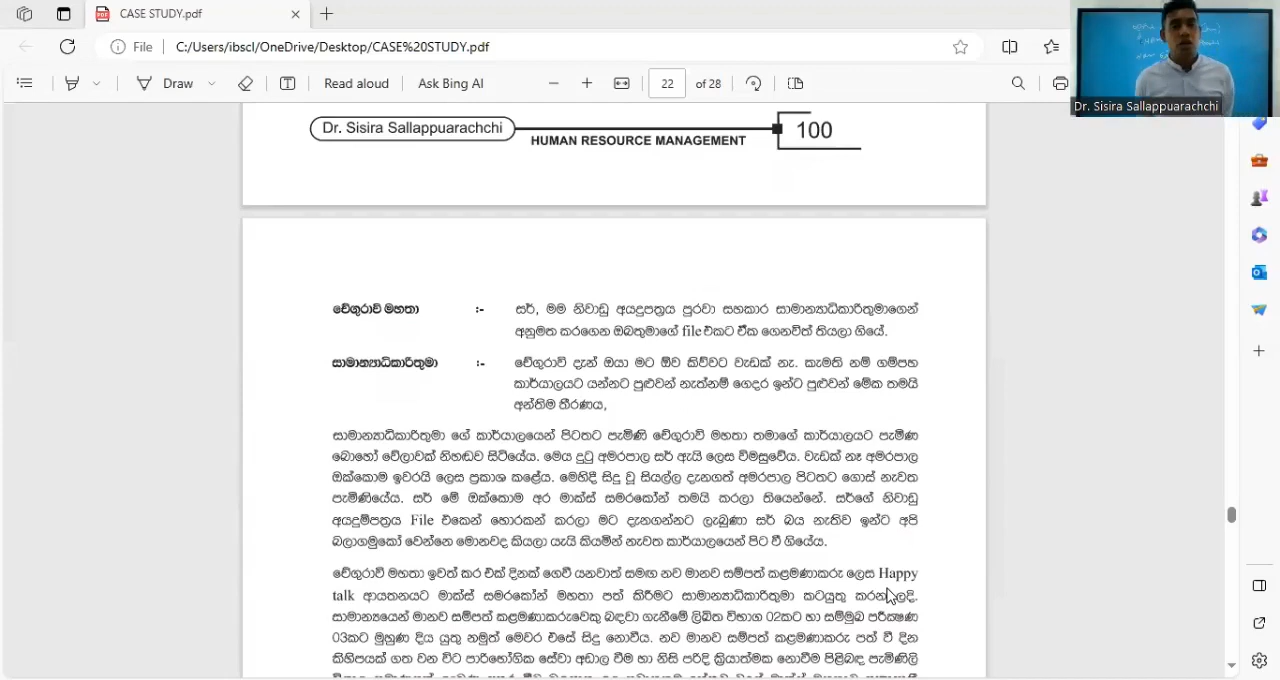 CASE STUDY.pdf
File C:/Users/ibscl/OneDrive/Desktop/CASE%20STUDY.pdf
Draw Read aloud Ask Bing AI 22 of 28
Dr. Sisira Sallappuarachchi
Dr. Sisira Sallappuarachchi HUMAN RESOURCE MANAGEMENT 100
චේගුරාවි මහතා :- සර්, මම නිවාඩු අයදුපත්‍රය පුරවා සහකාර සාමාන්‍යාධිකාරිතුමාගෙන්
අනුමත කරගෙන ඔබතුමාගේ file එකට ඒක ගෙනවිත් තියලා ගියේ.
සාමාන්‍යාධිකාරිතුමා :- චේගුරාවි දැන් ඔයා මට ඕව කිව්වට වැඩක් නැ. කැමති නම් ගම්පහ
කාර්යාලයට යන්නට පුළුවන් නැත්නම් ගෙදර ඉන්ට පුළුවන් මේක තමයි
අන්තිම තීරණය,
සාමාන්‍යාධිකාරිතුමා ගේ කාර්යාලයෙන් පිටතට පැමිණි චේගුරාවි මහතා තමාගේ කාර්යාලයට පැමිණ
බොහෝ වේලාවක් නිහඬව සිටියේය. මෙය දුටු අමරපාල සර් ඇයි ලෙස විමසුවේය. වැඩක් නෑ අමරපාල
ඔක්කොම ඉවරයි ලෙස ප්‍රකාශ කළේය. මෙහිදී සිදු වූ සියල්ල දැනගත් අමරපාල පිටතට ගොස් නැවත
පැමිණියේය. සර් මේ ඔක්කොම අර මාක්ස් සමරකෝන් තමයි කරලා තියෙන්නේ. සර්ගේ නිවාඩු
අයදුම්පත්‍රය File එකෙන් හොරකන් කරලා මට දැනගන්නට ලැබුණා සර් බය නැතිව ඉන්ට අපි
බලාගමුකෝ වෙන්නෙ මොනවද කියලා යැයි කියමින් නැවත කාර්යාලයෙන් පිට වී ගියේය.
චේගුරාවි මහතා ඉවත් කර එක් දිනක් ගෙවී යනවාත් සමඟ නව මානව සම්පත් කළමණාකරු ලෙස Happy
talk ආයතනයට මාක්ස් සමරකෝන් මහතා පත් කිරීමට සාමාන්‍යාධිකාරිතුමා කටයුතු කරන ලදි.
සාමාන්‍යයෙන් මානව සම්පත් කළමණාකරුවෙකු බඳවා ගැනීමේ ලිඛිත විභාග 02කට හා සම්මුඛ පරීක්‍ෂණ
03කට මුහුණ දිය යුතු නමුත් මෙවර එසේ සිදු නොවීය. නව මානව සම්පත් කළමණාකරු පත් වී දින
කිහිපයක් ගත වන විට පාරිභෝගික සේවා අඩාල වීම හා නිසි පරිදි ක්‍රියාත්මක නොවීම පිළිබඳ පැමිණිලි